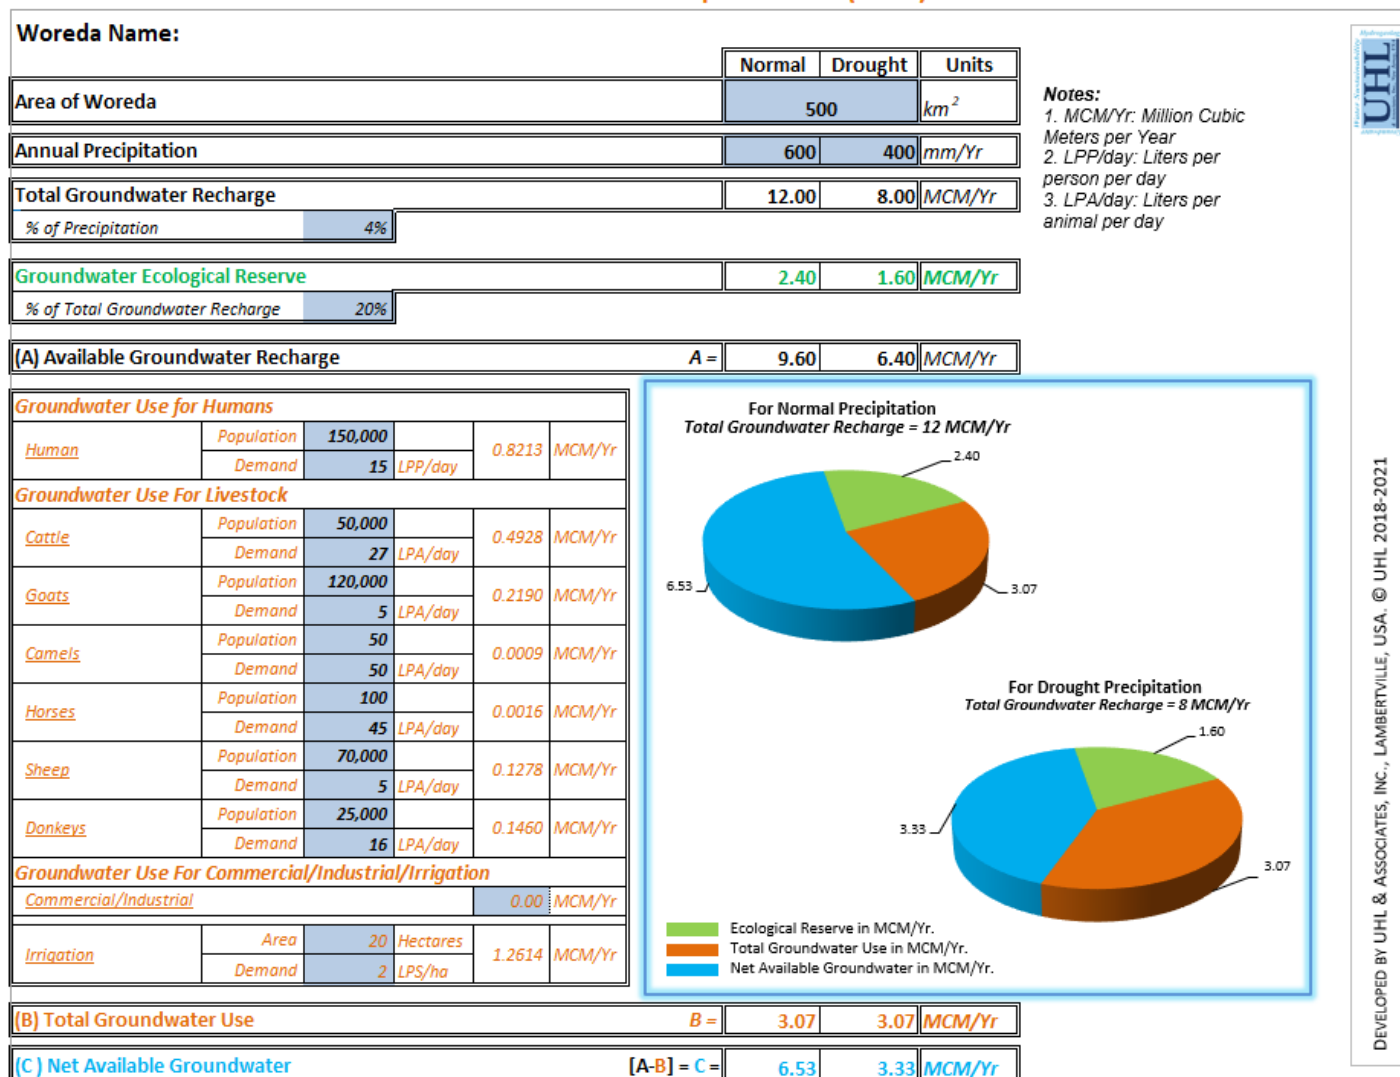 Woreda Name:
Normal Drought Units
Area of Woreda 500 km²
Annual Precipitation 600 400 mm/Yr
Total Groundwater Recharge 12.00 8.00 MCM/Yr
% of Precipitation 4%
Groundwater Ecological Reserve 2.40 1.60 MCM/Yr
% of Total Groundwater Recharge 20%
(A) Available Groundwater Recharge A = 9.60 6.40 MCM/Yr
Notes:
1. MCM/Yr: Million Cubic
Meters per Year
2. LPP/day: Liters per
person per day
3. LPA/day: Liters per
animal per day
UHL
Groundwater Use for Humans
Human Population 150,000 0.8213 MCM/Yr
Demand 15 LPP/day
Groundwater Use For Livestock
Cattle Population 50,000 0.4928 MCM/Yr
Demand 27 LPA/day
Goats Population 120,000 0.2190 MCM/Yr
Demand 5 LPA/day
Camels Population 50 0.0009 MCM/Yr
Demand 50 LPA/day
Horses Population 100 0.0016 MCM/Yr
Demand 45 LPA/day
Sheep Population 70,000 0.1278 MCM/Yr
Demand 5 LPA/day
Donkeys Population 25,000 0.1460 MCM/Yr
Demand 16 LPA/day
Groundwater Use For Commercial/Industrial/Irrigation
Commercial/Industrial 0.00 MCM/Yr
Irrigation Area 20 Hectares 1.2614 MCM/Yr
Demand 2 LPS/ha
For Normal Precipitation
Total Groundwater Recharge = 12 MCM/Yr
2.40
6.53
3.07
For Drought Precipitation
Total Groundwater Recharge = 8 MCM/Yr
1.60
3.33
3.07
Ecological Reserve in MCM/Yr.
Total Groundwater Use in MCM/Yr.
Net Available Groundwater in MCM/Yr.
(B) Total Groundwater Use B = 3.07 3.07 MCM/Yr
(C ) Net Available Groundwater [A-B] = C = 6.53 3.33 MCM/Yr
DEVELOPED BY UHL & ASSOCIATES, INC., LAMBERTVILLE, USA. © UHL 2018-2021